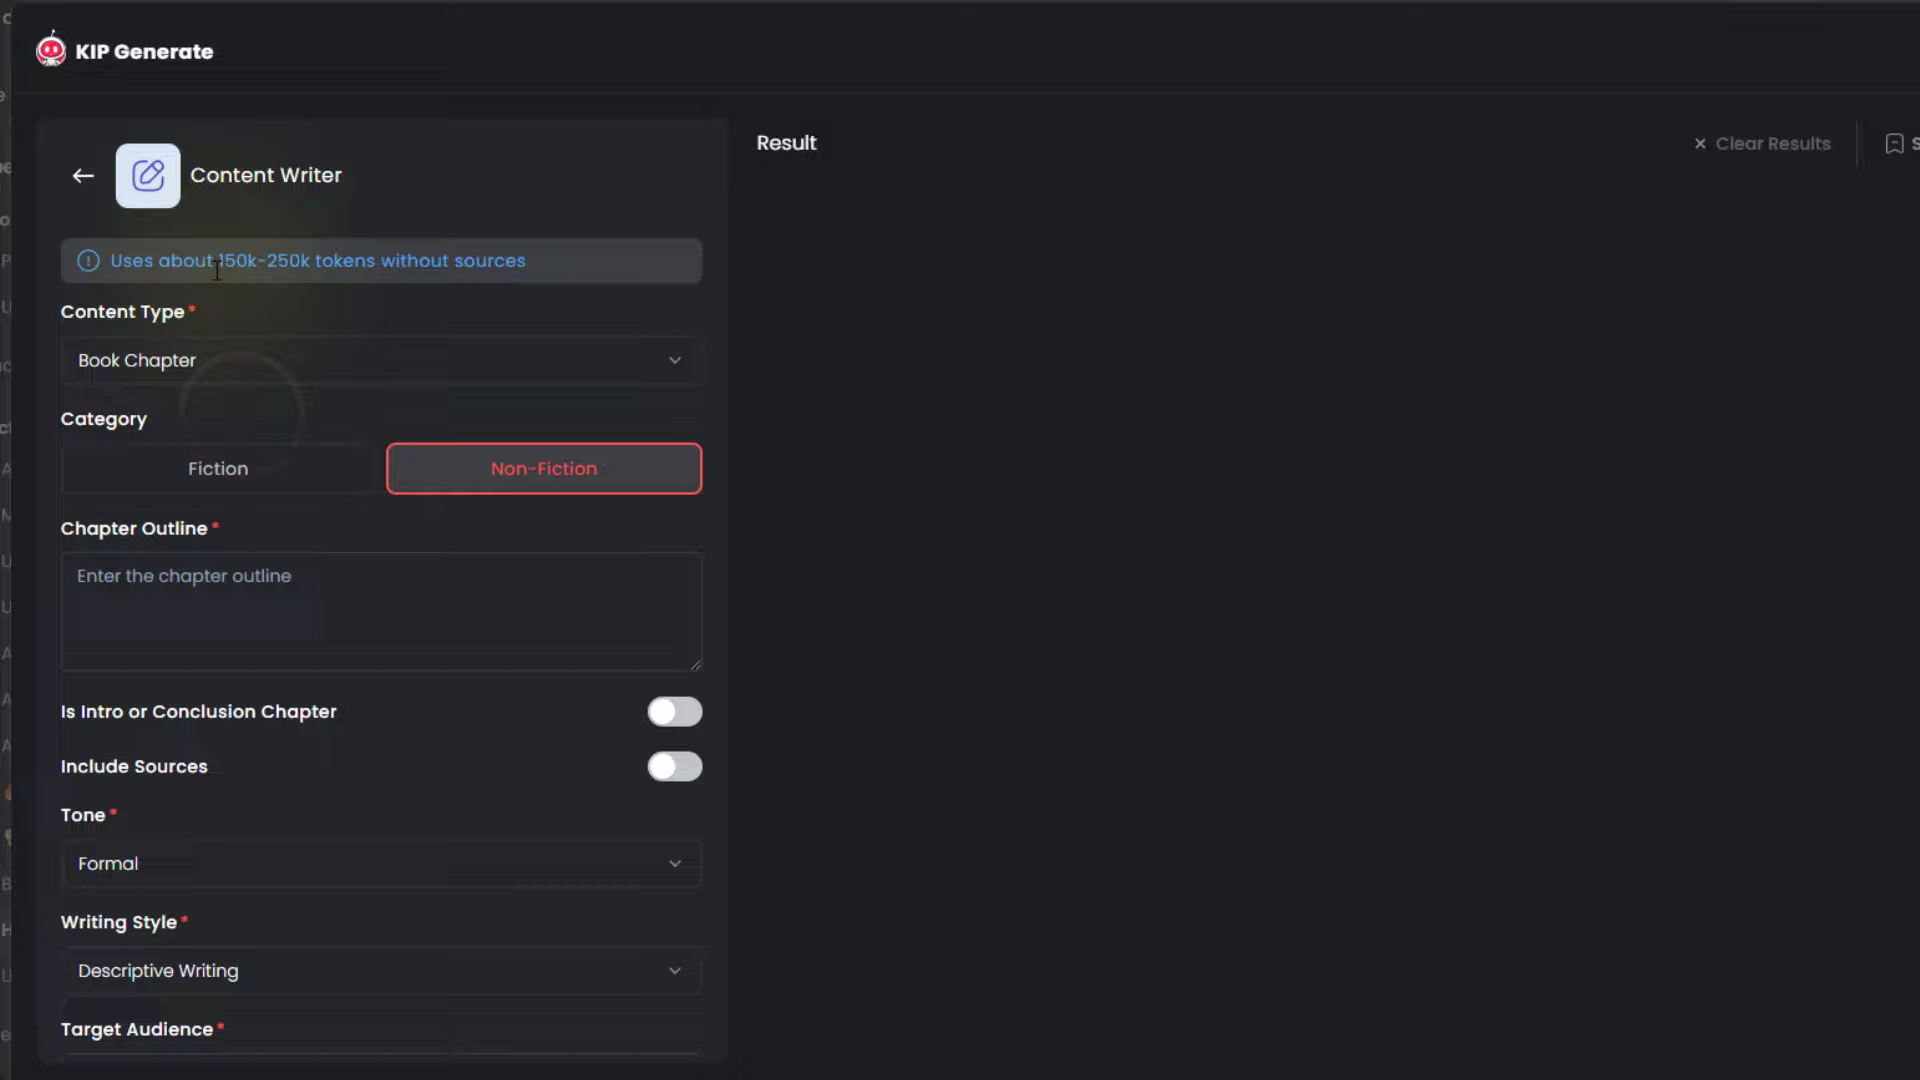 KIP Generate
Content Writer
Result
Clear Results
Uses about 150k-250k tokens without sources
Content Type*
Book Chapter
Category
Fiction
Non-Fiction
Chapter Outline*
Enter the chapter outline
Is Intro or Conclusion Chapter
Include Sources
Tone*
Formal
Writing Style*
Descriptive Writing
Target Audience*